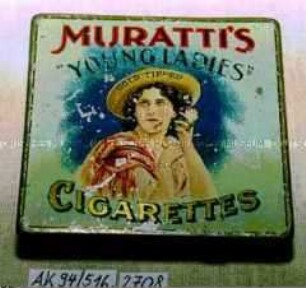 MURATTI'S
"YOUNG LADIES"
GOLD TIPPED
CIGARETTES
AK 94/516. 2708